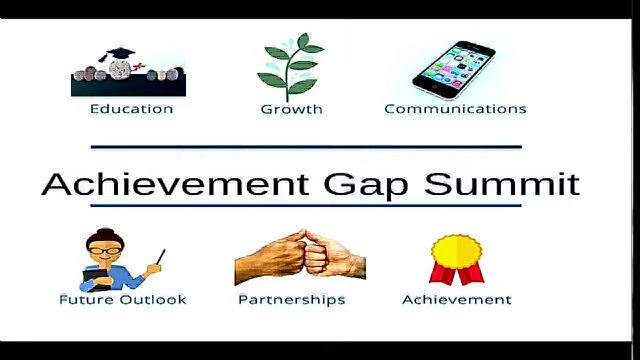 Education Growth Communications
Achievement Gap Summit
Future Outlook Partnerships Achievement